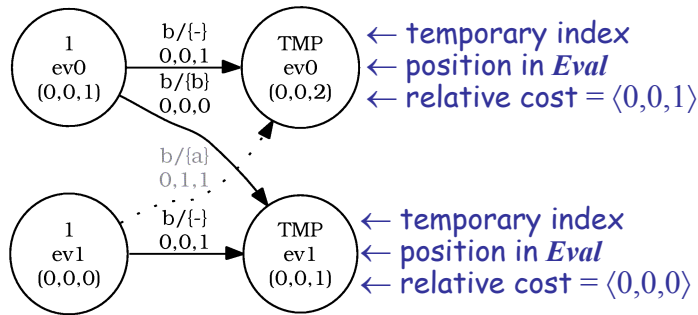 1
ev0
(0,0,1)
b/{-}
0,0,1
b/{b}
0,0,0
TMP
ev0
(0,0,2)
← temporary index
← position in Eval
← relative cost = ⟨0,0,1⟩
b/{a}
0,1,1
1
ev1
(0,0,0)
b/{-}
0,0,1
TMP
ev1
(0,0,1)
← temporary index
← position in Eval
← relative cost = ⟨0,0,0⟩